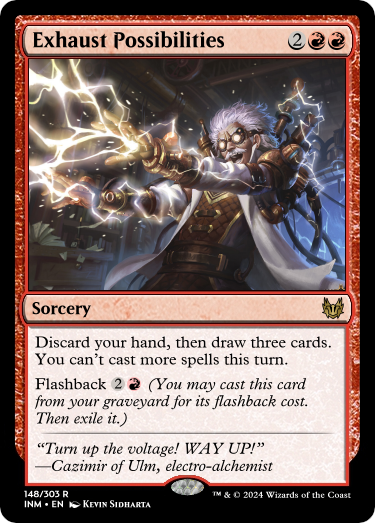 Exhaust Possibilities 2
Sorcery
Discard your hand, then draw three cards.
You can't cast more spells this turn.
Flashback 2 (You may cast this card
from your graveyard for its flashback cost.
Then exile it.)
“Turn up the voltage! WAY UP!”
—Cazimir of Ulm, electro-alchemist
148/303 R
INM • EN Kevin Sidharta ™ & © 2024 Wizards of the Coast